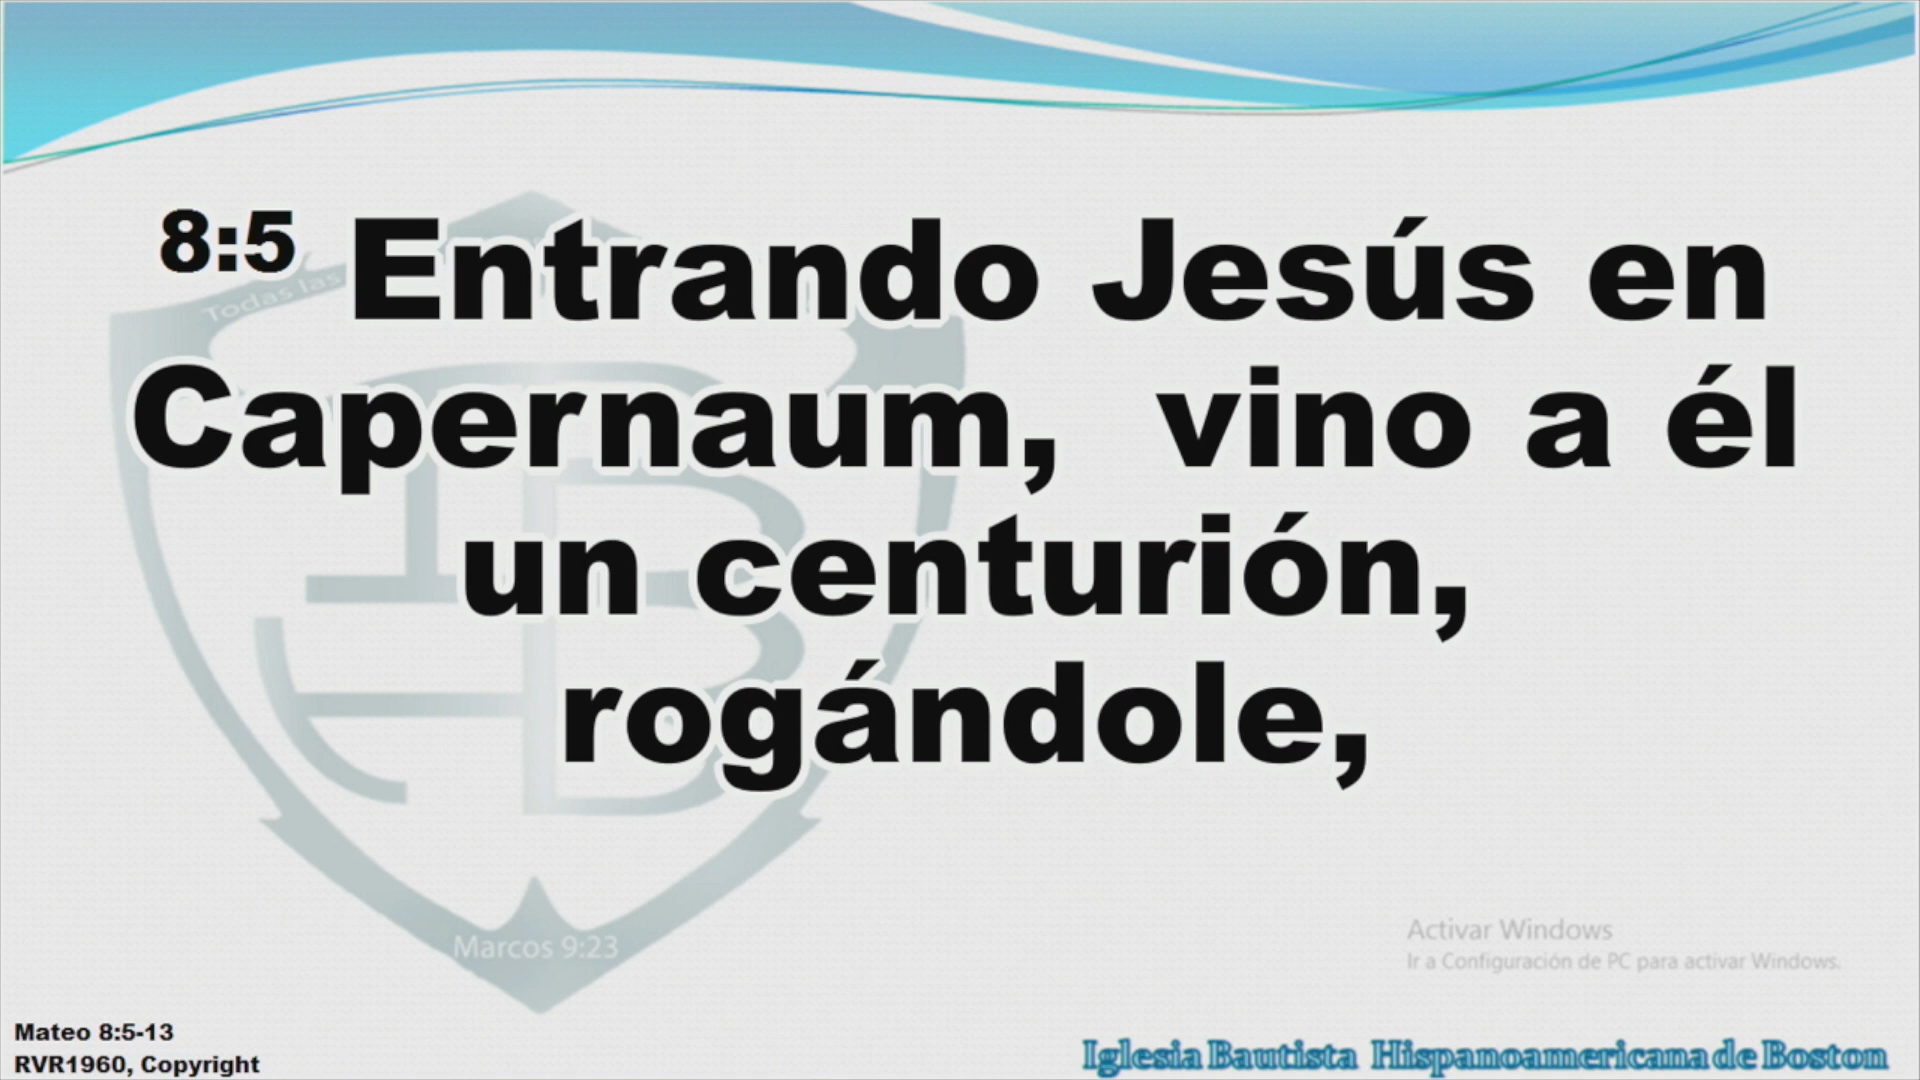 8:5 Entrando Jesús en
Capernaum, vino a él
un centurión,
rogándole,
Todas las
Marcos 9:23
Activar Windows
Ir a Configuración de PC para activar Windows.
Mateo 8:5-13
RVR1960, Copyright
Iglesia Bautista Hispanoamericana de Boston